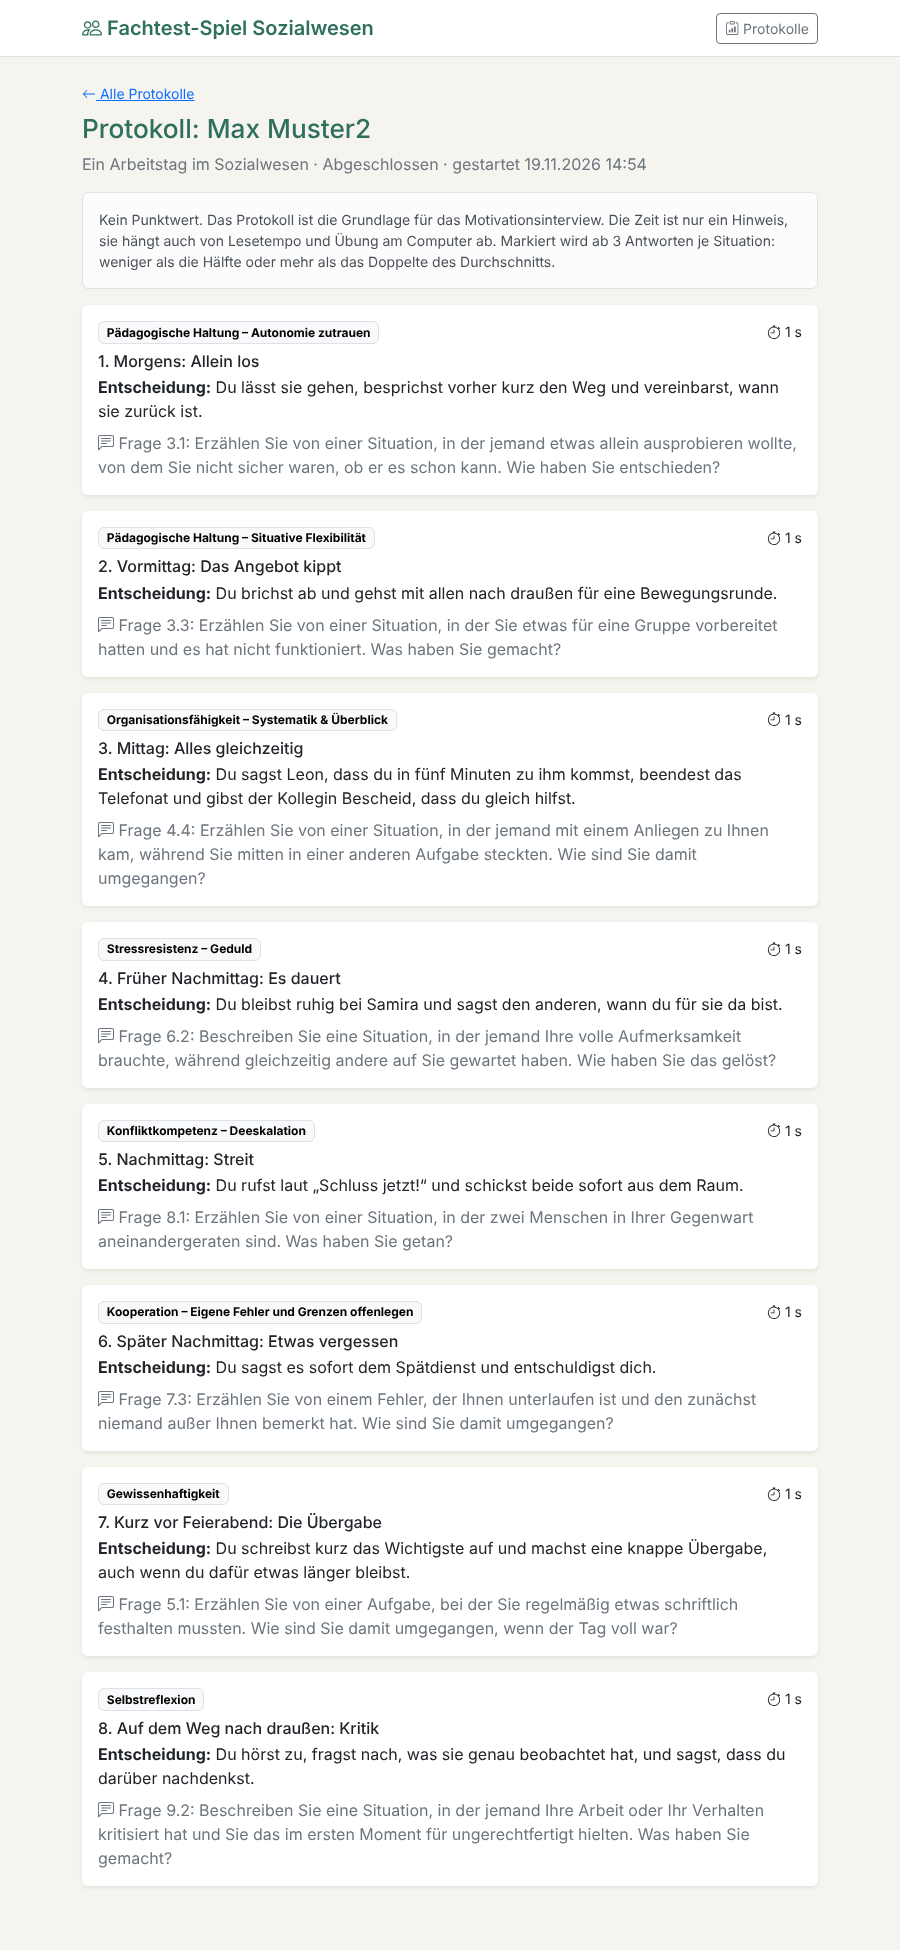 Fachtest-Spiel Sozialwesen
Protokolle
← Alle Protokolle
Protokoll: Max Muster2
Ein Arbeitstag im Sozialwesen · Abgeschlossen · gestartet 19.11.2026 14:54
Kein Punktwert. Das Protokoll ist die Grundlage für das Motivationsinterview. Die Zeit ist nur ein Hinweis,
sie hängt auch von Lesetempo und Übung am Computer ab. Markiert wird ab 3 Antworten je Situation:
weniger als die Hälfte oder mehr als das Doppelte des Durchschnitts.
Pädagogische Haltung – Autonomie zutrauen
1 s
1. Morgens: Allein los
Entscheidung: Du lässt sie gehen, besprichst vorher kurz den Weg und vereinbarst, wann
sie zurück ist.
Frage 3.1: Erzählen Sie von einer Situation, in der jemand etwas allein ausprobieren wollte,
von dem Sie nicht sicher waren, ob er es schon kann. Wie haben Sie entschieden?
Pädagogische Haltung – Situative Flexibilität
1 s
2. Vormittag: Das Angebot kippt
Entscheidung: Du brichst ab und gehst mit allen nach draußen für eine Bewegungsrunde.
Frage 3.3: Erzählen Sie von einer Situation, in der Sie etwas für eine Gruppe vorbereitet
hatten und es hat nicht funktioniert. Was haben Sie gemacht?
Organisationsfähigkeit – Systematik & Überblick
1 s
3. Mittag: Alles gleichzeitig
Entscheidung: Du sagst Leon, dass du in fünf Minuten zu ihm kommst, beendest das
Telefonat und gibst der Kollegin Bescheid, dass du gleich hilfst.
Frage 4.4: Erzählen Sie von einer Situation, in der jemand mit einem Anliegen zu Ihnen
kam, während Sie mitten in einer anderen Aufgabe steckten. Wie sind Sie damit
umgegangen?
Stressresistenz – Geduld
1 s
4. Früher Nachmittag: Es dauert
Entscheidung: Du bleibst ruhig bei Samira und sagst den anderen, wann du für sie da bist.
Frage 6.2: Beschreiben Sie eine Situation, in der jemand Ihre volle Aufmerksamkeit
brauchte, während gleichzeitig andere auf Sie gewartet haben. Wie haben Sie das gelöst?
Konfliktkompetenz – Deeskalation
1 s
5. Nachmittag: Streit
Entscheidung: Du rufst laut „Schluss jetzt!“ und schickst beide sofort aus dem Raum.
Frage 8.1: Erzählen Sie von einer Situation, in der zwei Menschen in Ihrer Gegenwart
aneinandergeraten sind. Was haben Sie getan?
Kooperation – Eigene Fehler und Grenzen offenlegen
1 s
6. Später Nachmittag: Etwas vergessen
Entscheidung: Du sagst es sofort dem Spätdienst und entschuldigst dich.
Frage 7.3: Erzählen Sie von einem Fehler, der Ihnen unterlaufen ist und den zunächst
niemand außer Ihnen bemerkt hat. Wie sind Sie damit umgegangen?
Gewissenhaftigkeit
1 s
7. Kurz vor Feierabend: Die Übergabe
Entscheidung: Du schreibst kurz das Wichtigste auf und machst eine knappe Übergabe,
auch wenn du dafür etwas länger bleibst.
Frage 5.1: Erzählen Sie von einer Aufgabe, bei der Sie regelmäßig etwas schriftlich
festhalten mussten. Wie sind Sie damit umgegangen, wenn der Tag voll war?
Selbstreflexion
1 s
8. Auf dem Weg nach draußen: Kritik
Entscheidung: Du hörst zu, fragst nach, was sie genau beobachtet hat, und sagst, dass du
darüber nachdenkst.
Frage 9.2: Beschreiben Sie eine Situation, in der jemand Ihre Arbeit oder Ihr Verhalten
kritisiert hat und Sie das im ersten Moment für ungerechtfertigt hielten. Was haben Sie
gemacht?